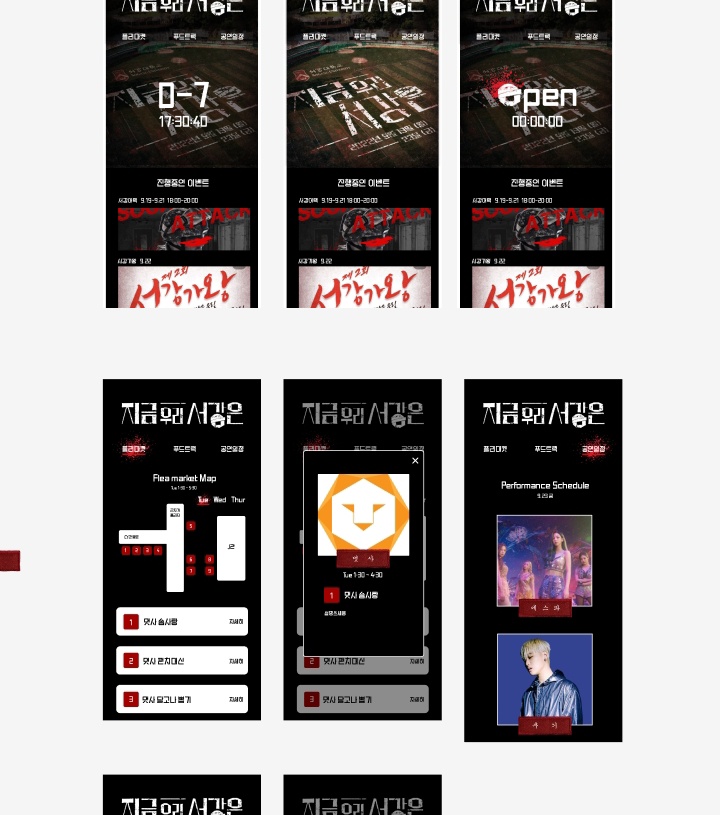 지금 우리 서강은
지금 우리 서강은
지금 우리 서강은
플리마켓 푸드트럭 공연일정
플리마켓 푸드트럭 공연일정
플리마켓 푸드트럭 공연일정
D-7
17:30:40
지금 우리
서강은
Open
00:00:00
진행중인 이벤트
서강어택 9.19-9.21 18:00-20:00
ATTACK
서강가왕 9.22
제2회
서강가왕
진행중인 이벤트
서강어택 9.19-9.21 18:00-20:00
ATTACK
서강가왕 9.22
제2회
서강가왕
진행중인 이벤트
서강어택 9.19-9.21 18:00-20:00
ATTACK
서강가왕 9.22
제2회
서강가왕
지금 우리 서강은
플리마켓 푸드트럭 공연일정
Flea market Map
Tue 1:30 - 4:30
Tue Wed Thur
1 2 3 4
5
6 8
7 9
1 멋사 솜사탕 자세히
2 멋사 펀치머신 자세히
3 멋사 달고나 뽑기 자세히
지금 우리 서강은
플리마켓 푸드트럭 공연일정
×
멋사
Tue 1:30 - 4:30
1 멋사 솜사탕
2 멋사 펀치머신 자세히
3 멋사 달고나 뽑기 자세히
지금 우리 서강은
플리마켓 푸드트럭 공연일정
Performance Schedule
9.23 금
에스파
지금 우리 서강은
지금 우리 서강은